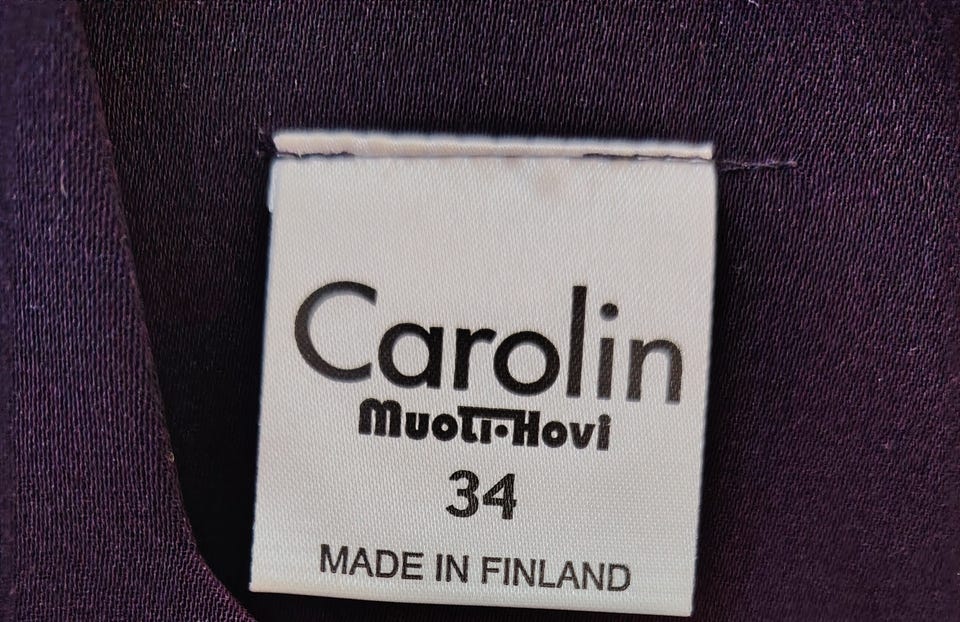 Carolin
Muoti-Hovi
34
MADE IN FINLAND